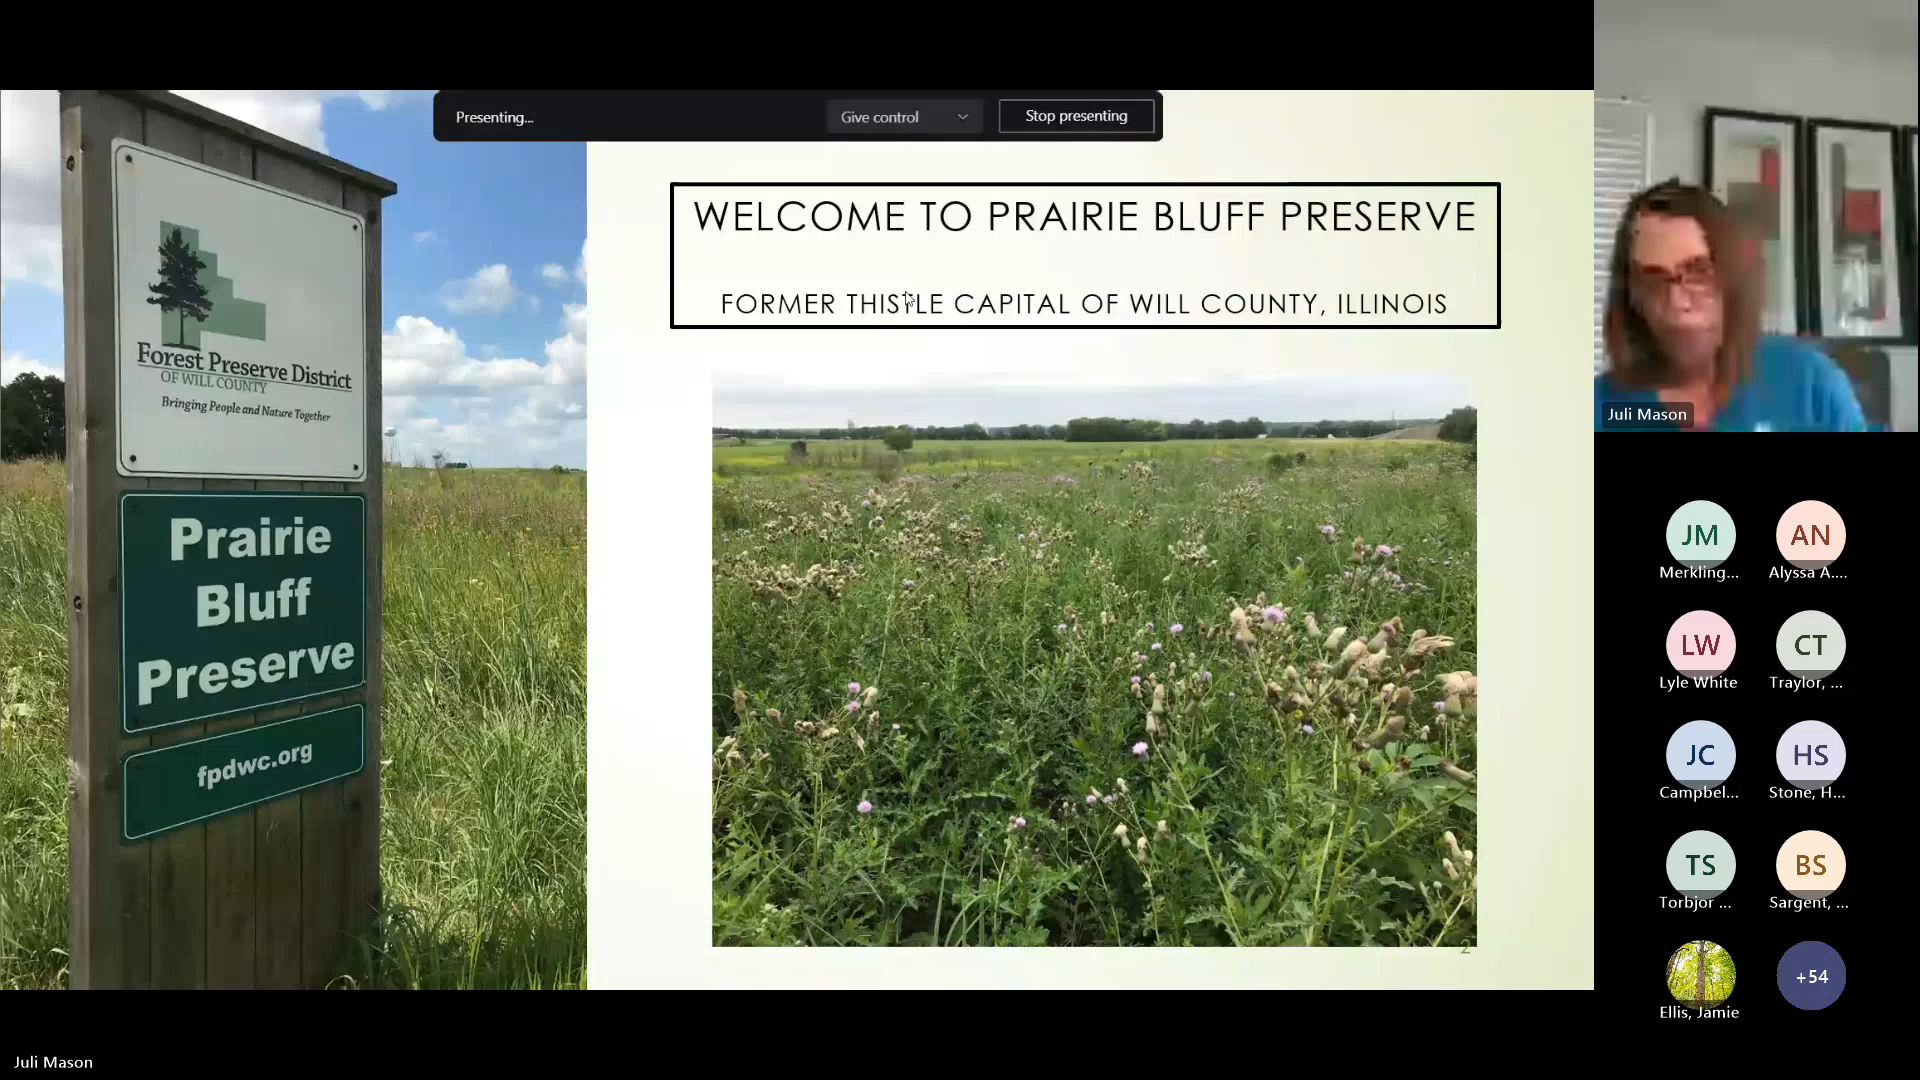 Presenting...
Give control
Stop presenting
Forest Preserve District
OF WILL COUNTY
Bringing People and Nature Together
Prairie
Bluff
Preserve
fpdwc.org
WELCOME TO PRAIRIE BLUFF PRESERVE
FORMER THISTLE CAPITAL OF WILL COUNTY, ILLINOIS
2
Juli Mason
JM
AN
Merkling...
Alyssa A....
LW
CT
Lyle White
Traylor, ...
JC
HS
Campbel...
Stone, H...
TS
BS
Torbjor ...
Sargent, ...
+54
Ellis, Jamie
Juli Mason